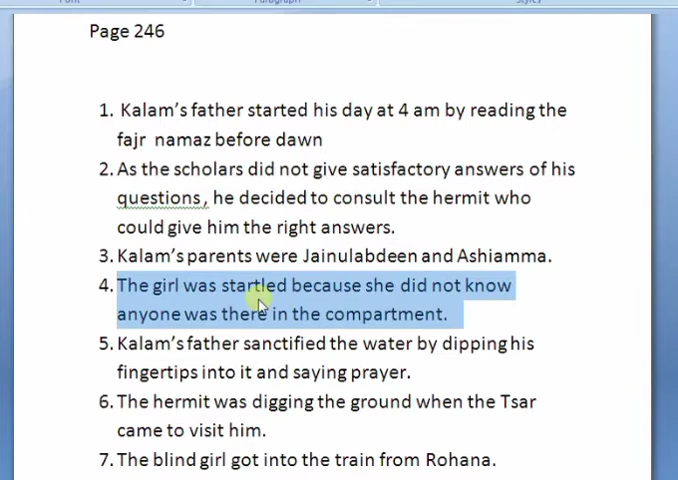 Page 246
1. Kalam's father started his day at 4 am by reading the
fajr namaz before dawn
2. As the scholars did not give satisfactory answers of his
questions, he decided to consult the hermit who
could give him the right answers.
3. Kalam's parents were Jainulabdeen and Ashiamma.
4. The girl was startled because she did not know
anyone was there in the compartment.
5. Kalam's father sanctified the water by dipping his
fingertips into it and saying prayer.
6. The hermit was digging the ground when the Tsar
came to visit him.
7. The blind girl got into the train from Rohana.